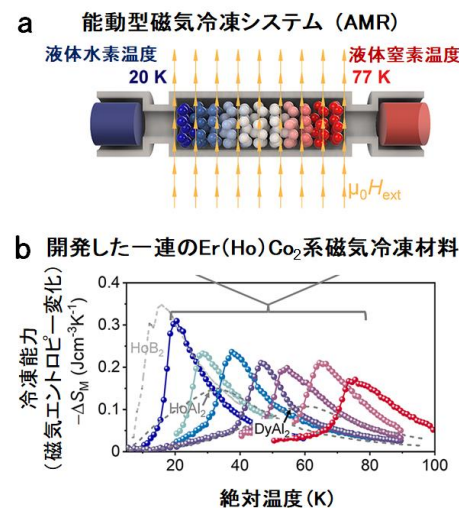 a 能動型磁気冷凍システム (AMR)
液体水素温度
20 K
液体窒素温度
77 K
μ₀Hext
b 開発した一連のEr(Ho)Co₂系磁気冷凍材料
冷凍能力
(磁気エントロピー変化)
-ΔSM (Jcm⁻³K⁻¹)
0.4
0.3
0.2
0.1
0
HoB₂
HoAl₂
DyAl₂
20 40 60 80 100
絶対温度(K)